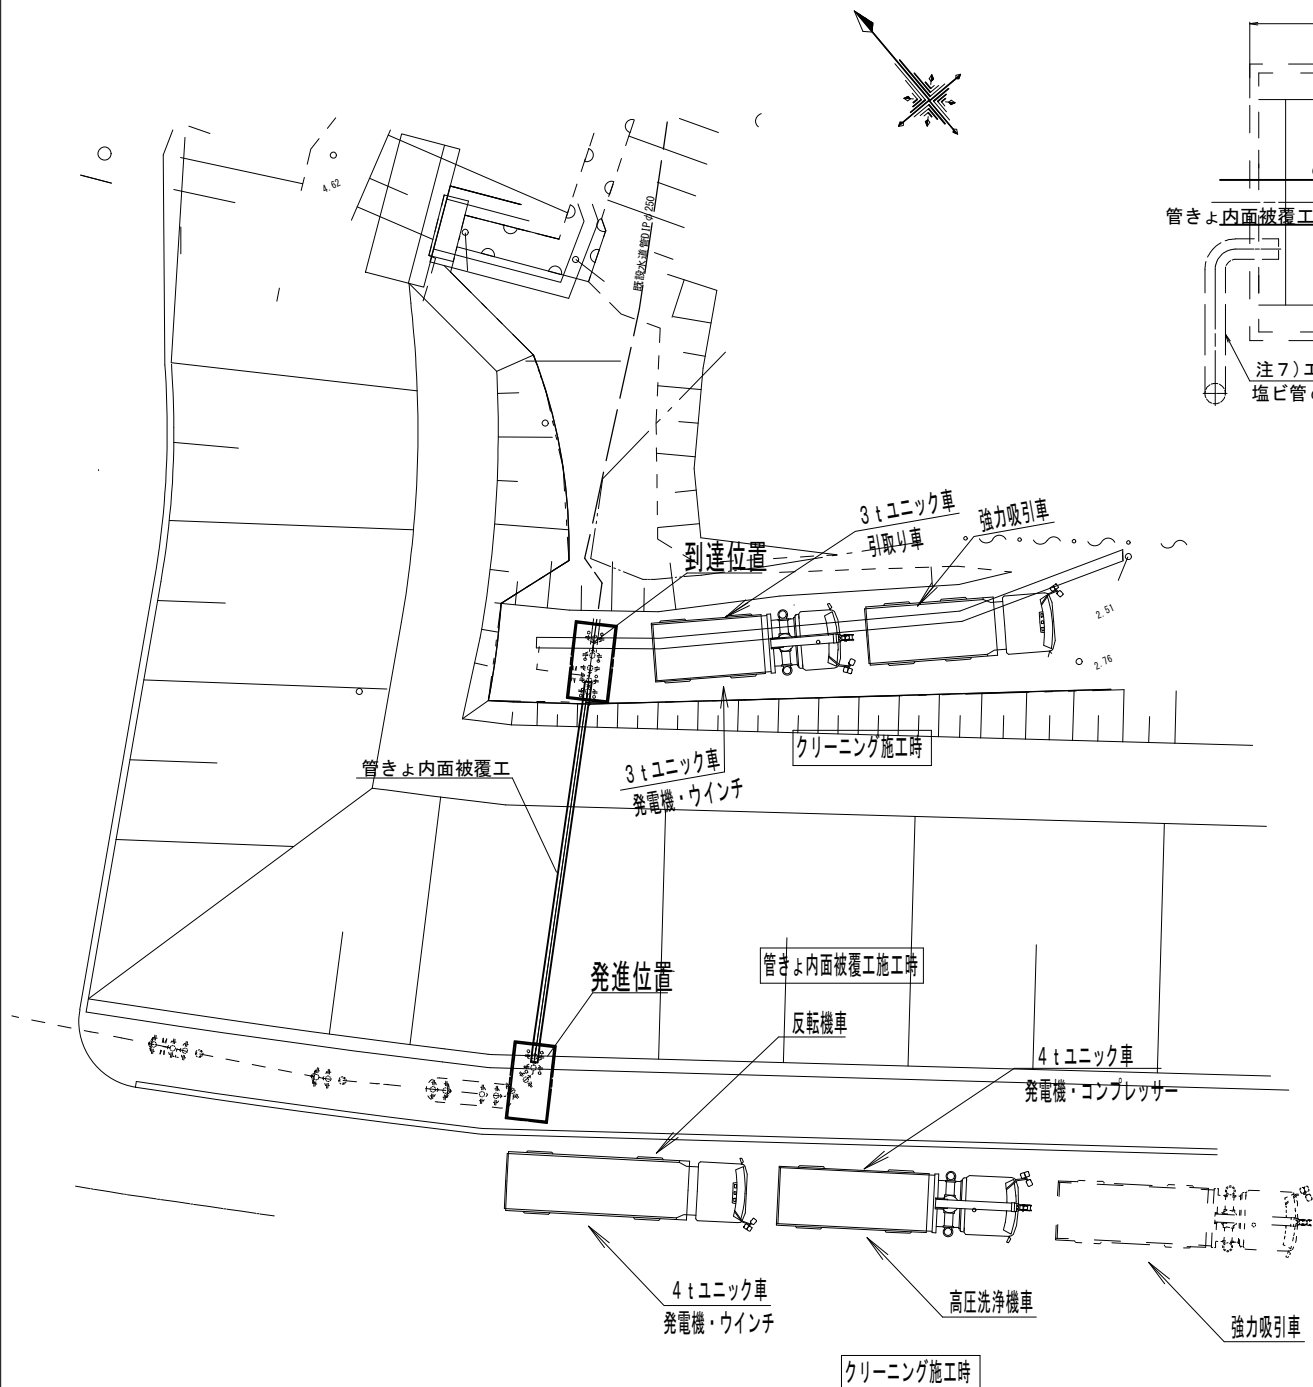 4.62
既設水道管DIPφ250
管きょ内面被覆工
注７)エ
塩ビ管
3ｔユニック車
引取り車
強力吸引車
到達位置
2.51
2.76
クリーニング施工時
3ｔユニック車
発電機・ウインチ
管きょ内面被覆工
管きょ内面被覆工施工時
発進位置
反転機車
4ｔユニック車
発電機・コンプレッサー
4ｔユニック車
発電機・ウインチ
高圧洗浄機車
強力吸引車
クリーニング施工時